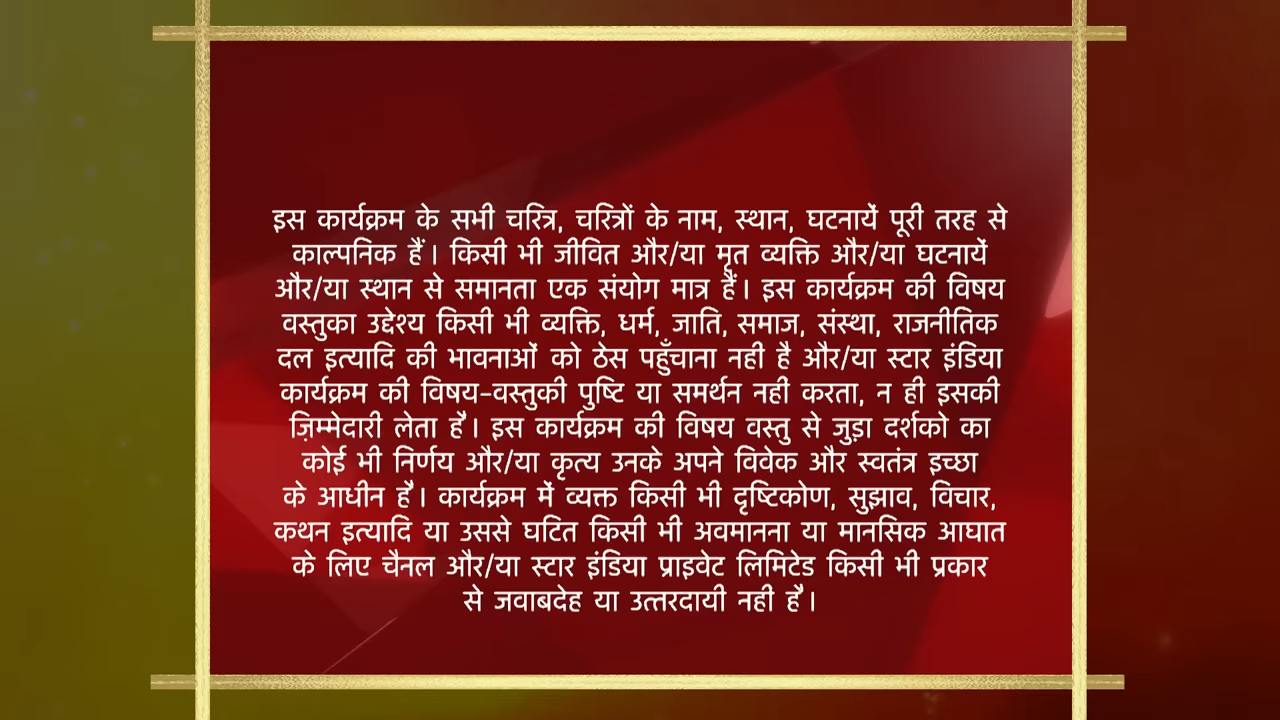 इस कार्यक्रम के सभी चरित्र, चरित्रों के नाम, स्थान, घटनायें पूरी तरह से
काल्पनिक हैं। किसी भी जीवित और/या मृत व्यक्ति और/या घटनायें
और/या स्थान से समानता एक संयोग मात्र हैं। इस कार्यक्रम की विषय
वस्तुका उद्देश्य किसी भी व्यक्ति, धर्म, जाति, समाज, संस्था, राजनीतिक
दल इत्यादि की भावनाओं को ठेस पहुँचाना नही है और/या स्टार इंडिया
कार्यक्रम की विषय-वस्तुकी पुष्टि या समर्थन नही करता, न ही इसकी
ज़िम्मेदारी लेता हैं। इस कार्यक्रम की विषय वस्तु से जुड़ा दर्शको का
कोई भी निर्णय और/या कृत्य उनके अपने विवेक और स्वतंत्र इच्छा
के आधीन हैं। कार्यक्रम में व्यक्त किसी भी दृष्टिकोण, सुझाव, विचार,
कथन इत्यादि या उससे घटित किसी भी अवमानना या मानसिक आघात
के लिए चैनल और/या स्टार इंडिया प्राइवेट लिमिटेड किसी भी प्रकार
से जवाबदेह या उत्तरदायी नही हैं।